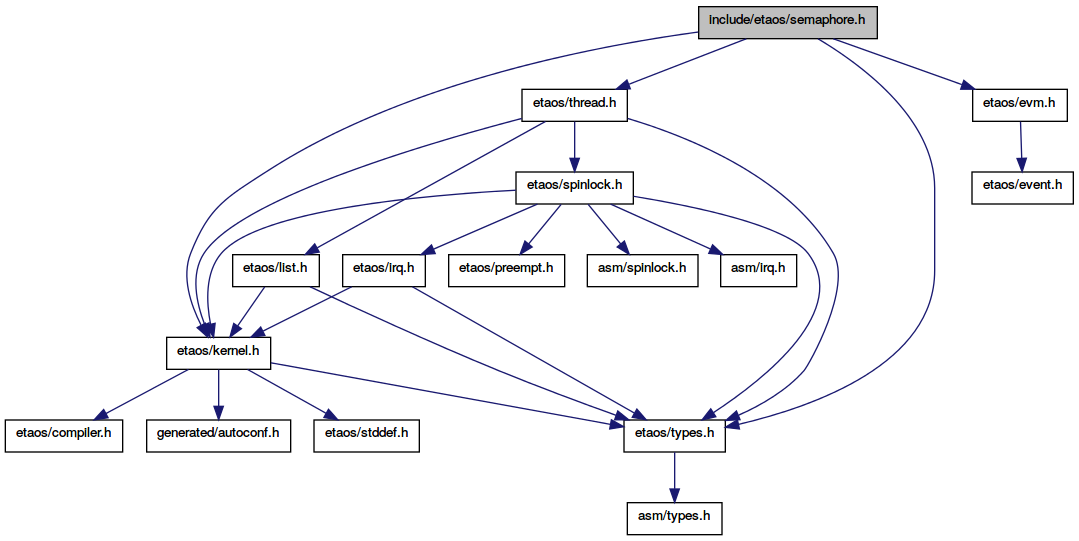 include/etaos/semaphore.h
etaos/thread.h
etaos/evm.h
etaos/spinlock.h
etaos/event.h
etaos/list.h
etaos/irq.h
etaos/preempt.h
asm/spinlock.h
asm/irq.h
etaos/kernel.h
etaos/compiler.h
generated/autoconf.h
etaos/stddef.h
etaos/types.h
asm/types.h